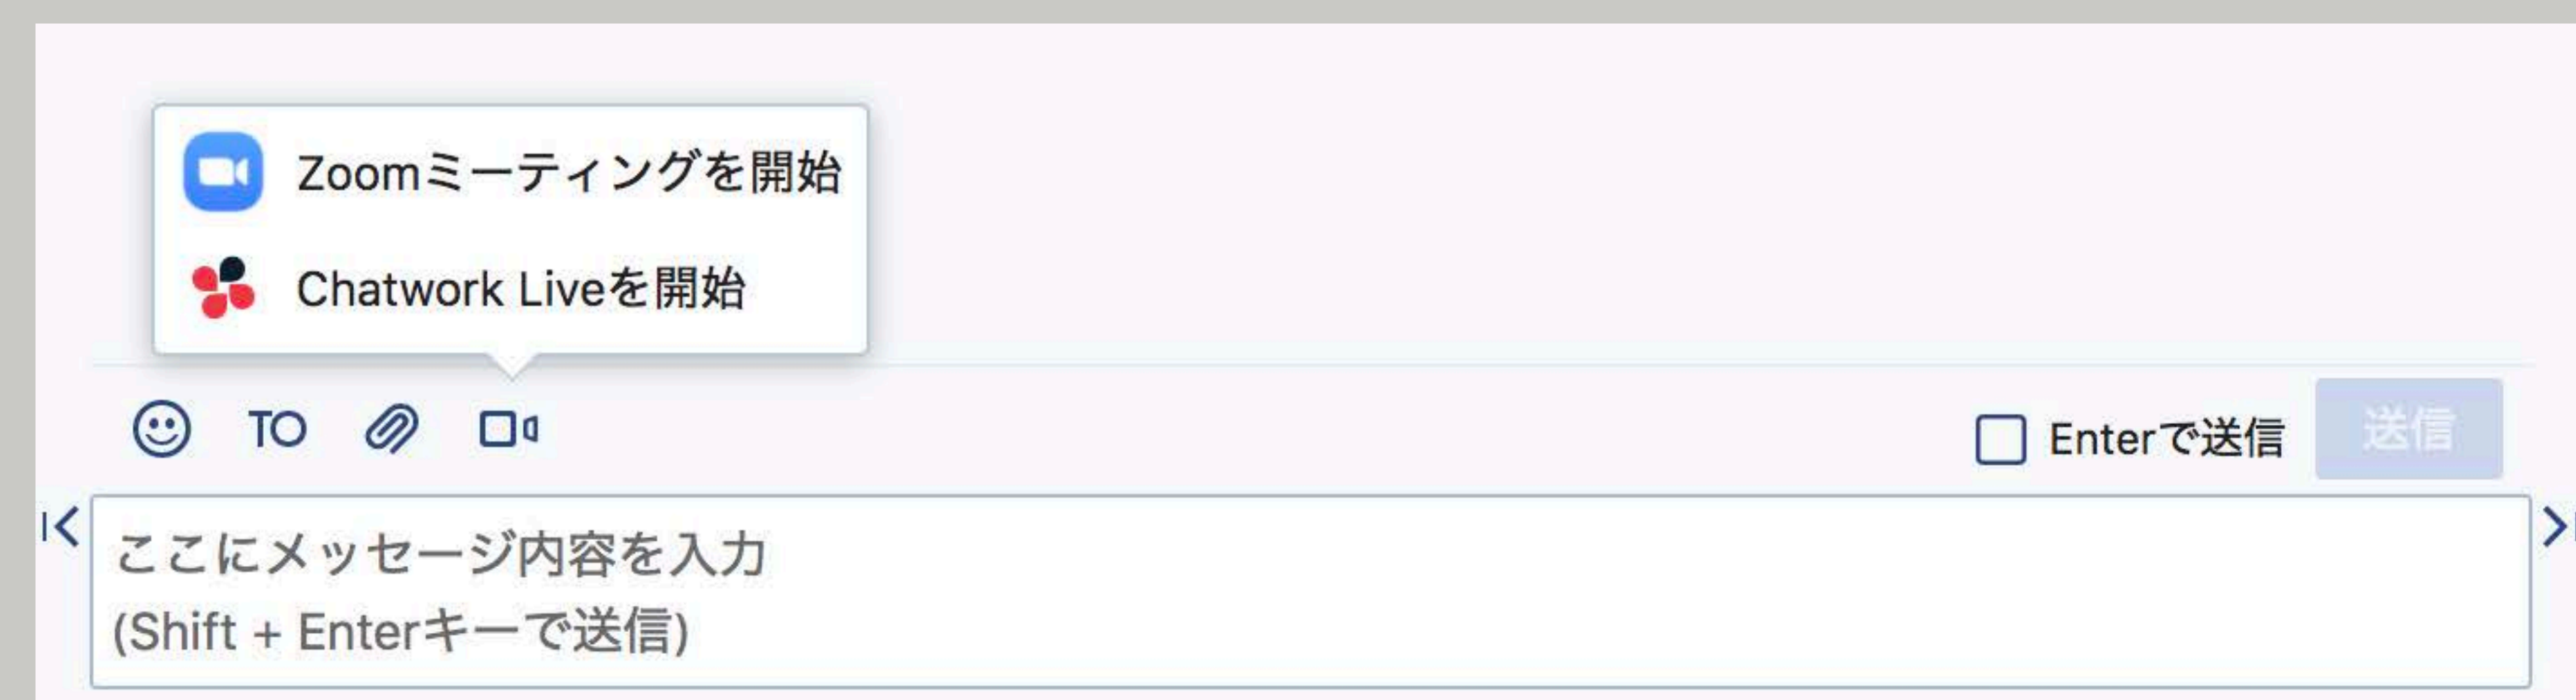 Zoomミーティングを開始
Chatwork Liveを開始
TO
Enterで送信
送信
ここにメッセージ内容を入力
(Shift + Enterキーで送信)